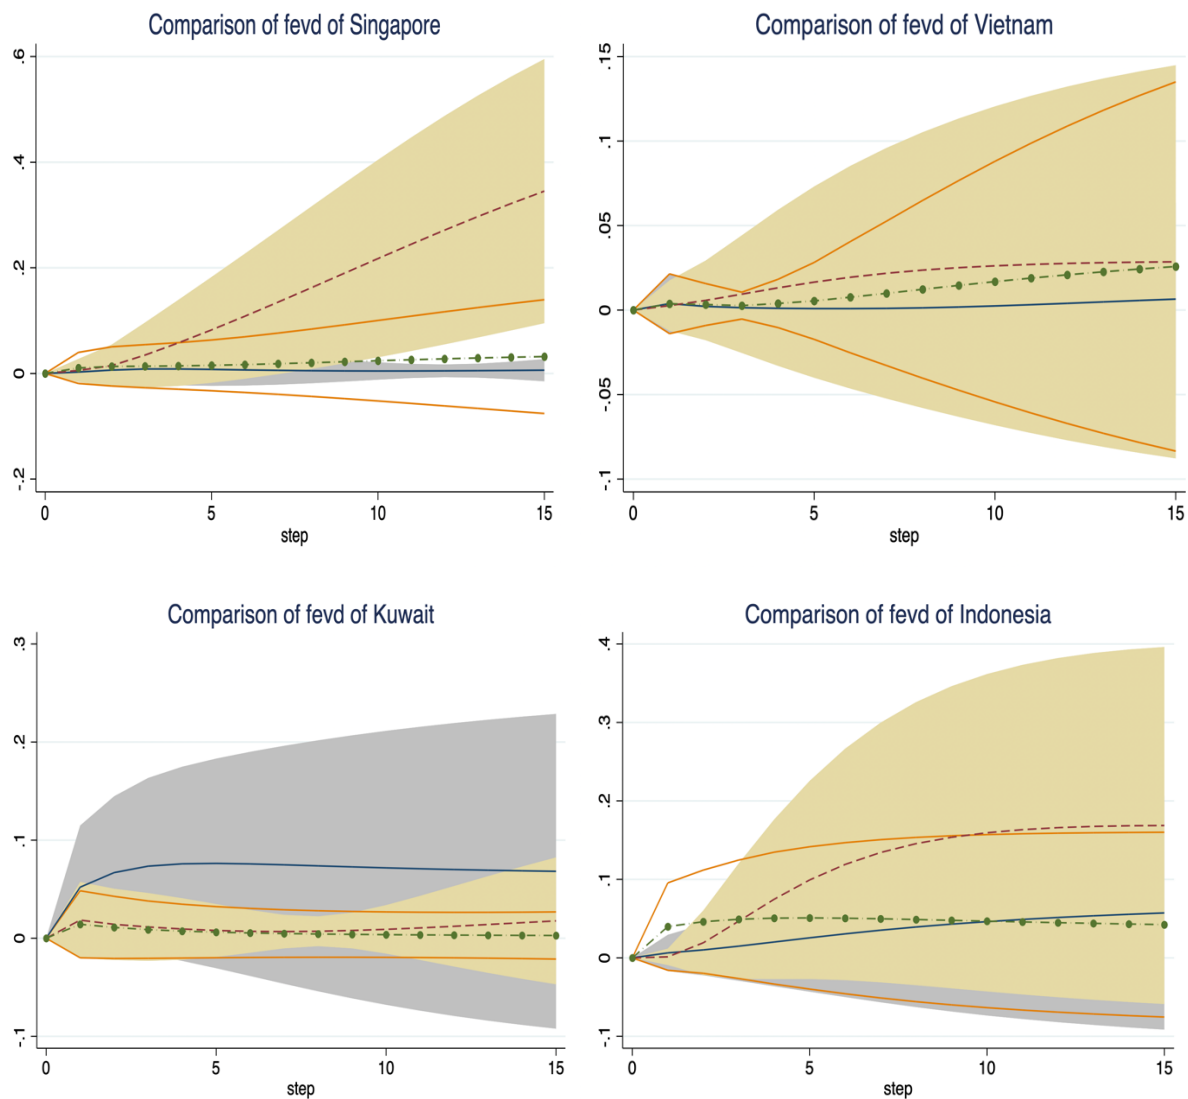 Comparison of fevd of Singapore
.6
.4
.2
0
-.2
0 5 10 15
step
Comparison of fevd of Vietnam
.15
.1
.05
0
-.05
-.1
0 5 10 15
step
Comparison of fevd of Kuwait
.3
.2
.1
0
-.1
0 5 10 15
step
Comparison of fevd of Indonesia
.4
.3
.2
.1
0
-.1
0 5 10 15
step